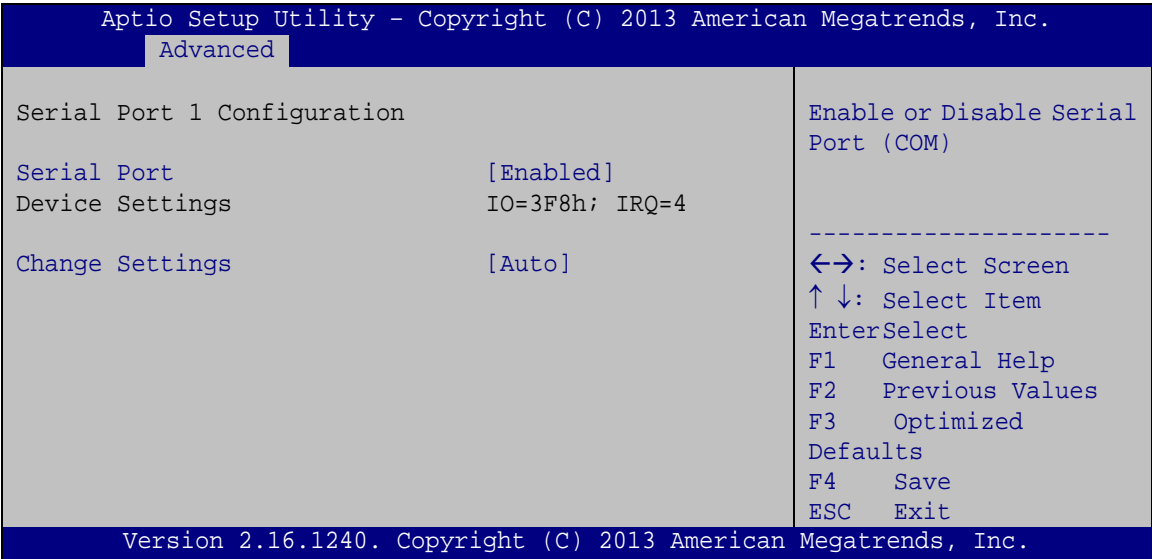 Aptio Setup Utility – Copyright (C) 2013 American Megatrends, Inc.
Advanced
Serial Port 1 Configuration
Serial Port [Enabled]
Device Settings IO=3F8h; IRQ=4
Change Settings [Auto]
Enable or Disable Serial
Port (COM)
---------------------
←→: Select Screen
↑ ↓: Select Item
EnterSelect
F1 General Help
F2 Previous Values
F3 Optimized
Defaults
F4 Save
ESC Exit
Version 2.16.1240. Copyright (C) 2013 American Megatrends, Inc.